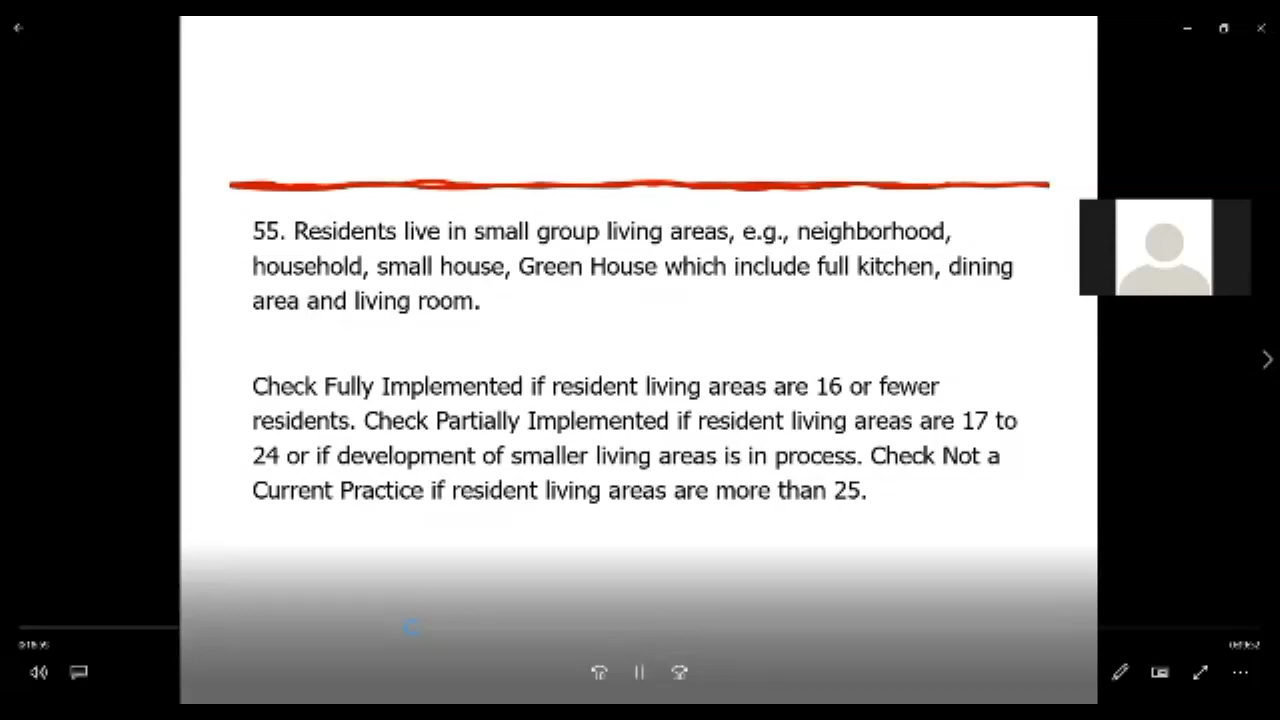 55. Residents live in small group living areas, e.g., neighborhood,
household, small house, Green House which include full kitchen, dining
area and living room.
Check Fully Implemented if resident living areas are 16 or fewer
residents. Check Partially Implemented if resident living areas are 17 to
24 or if development of smaller living areas is in process. Check Not a
Current Practice if resident living areas are more than 25.